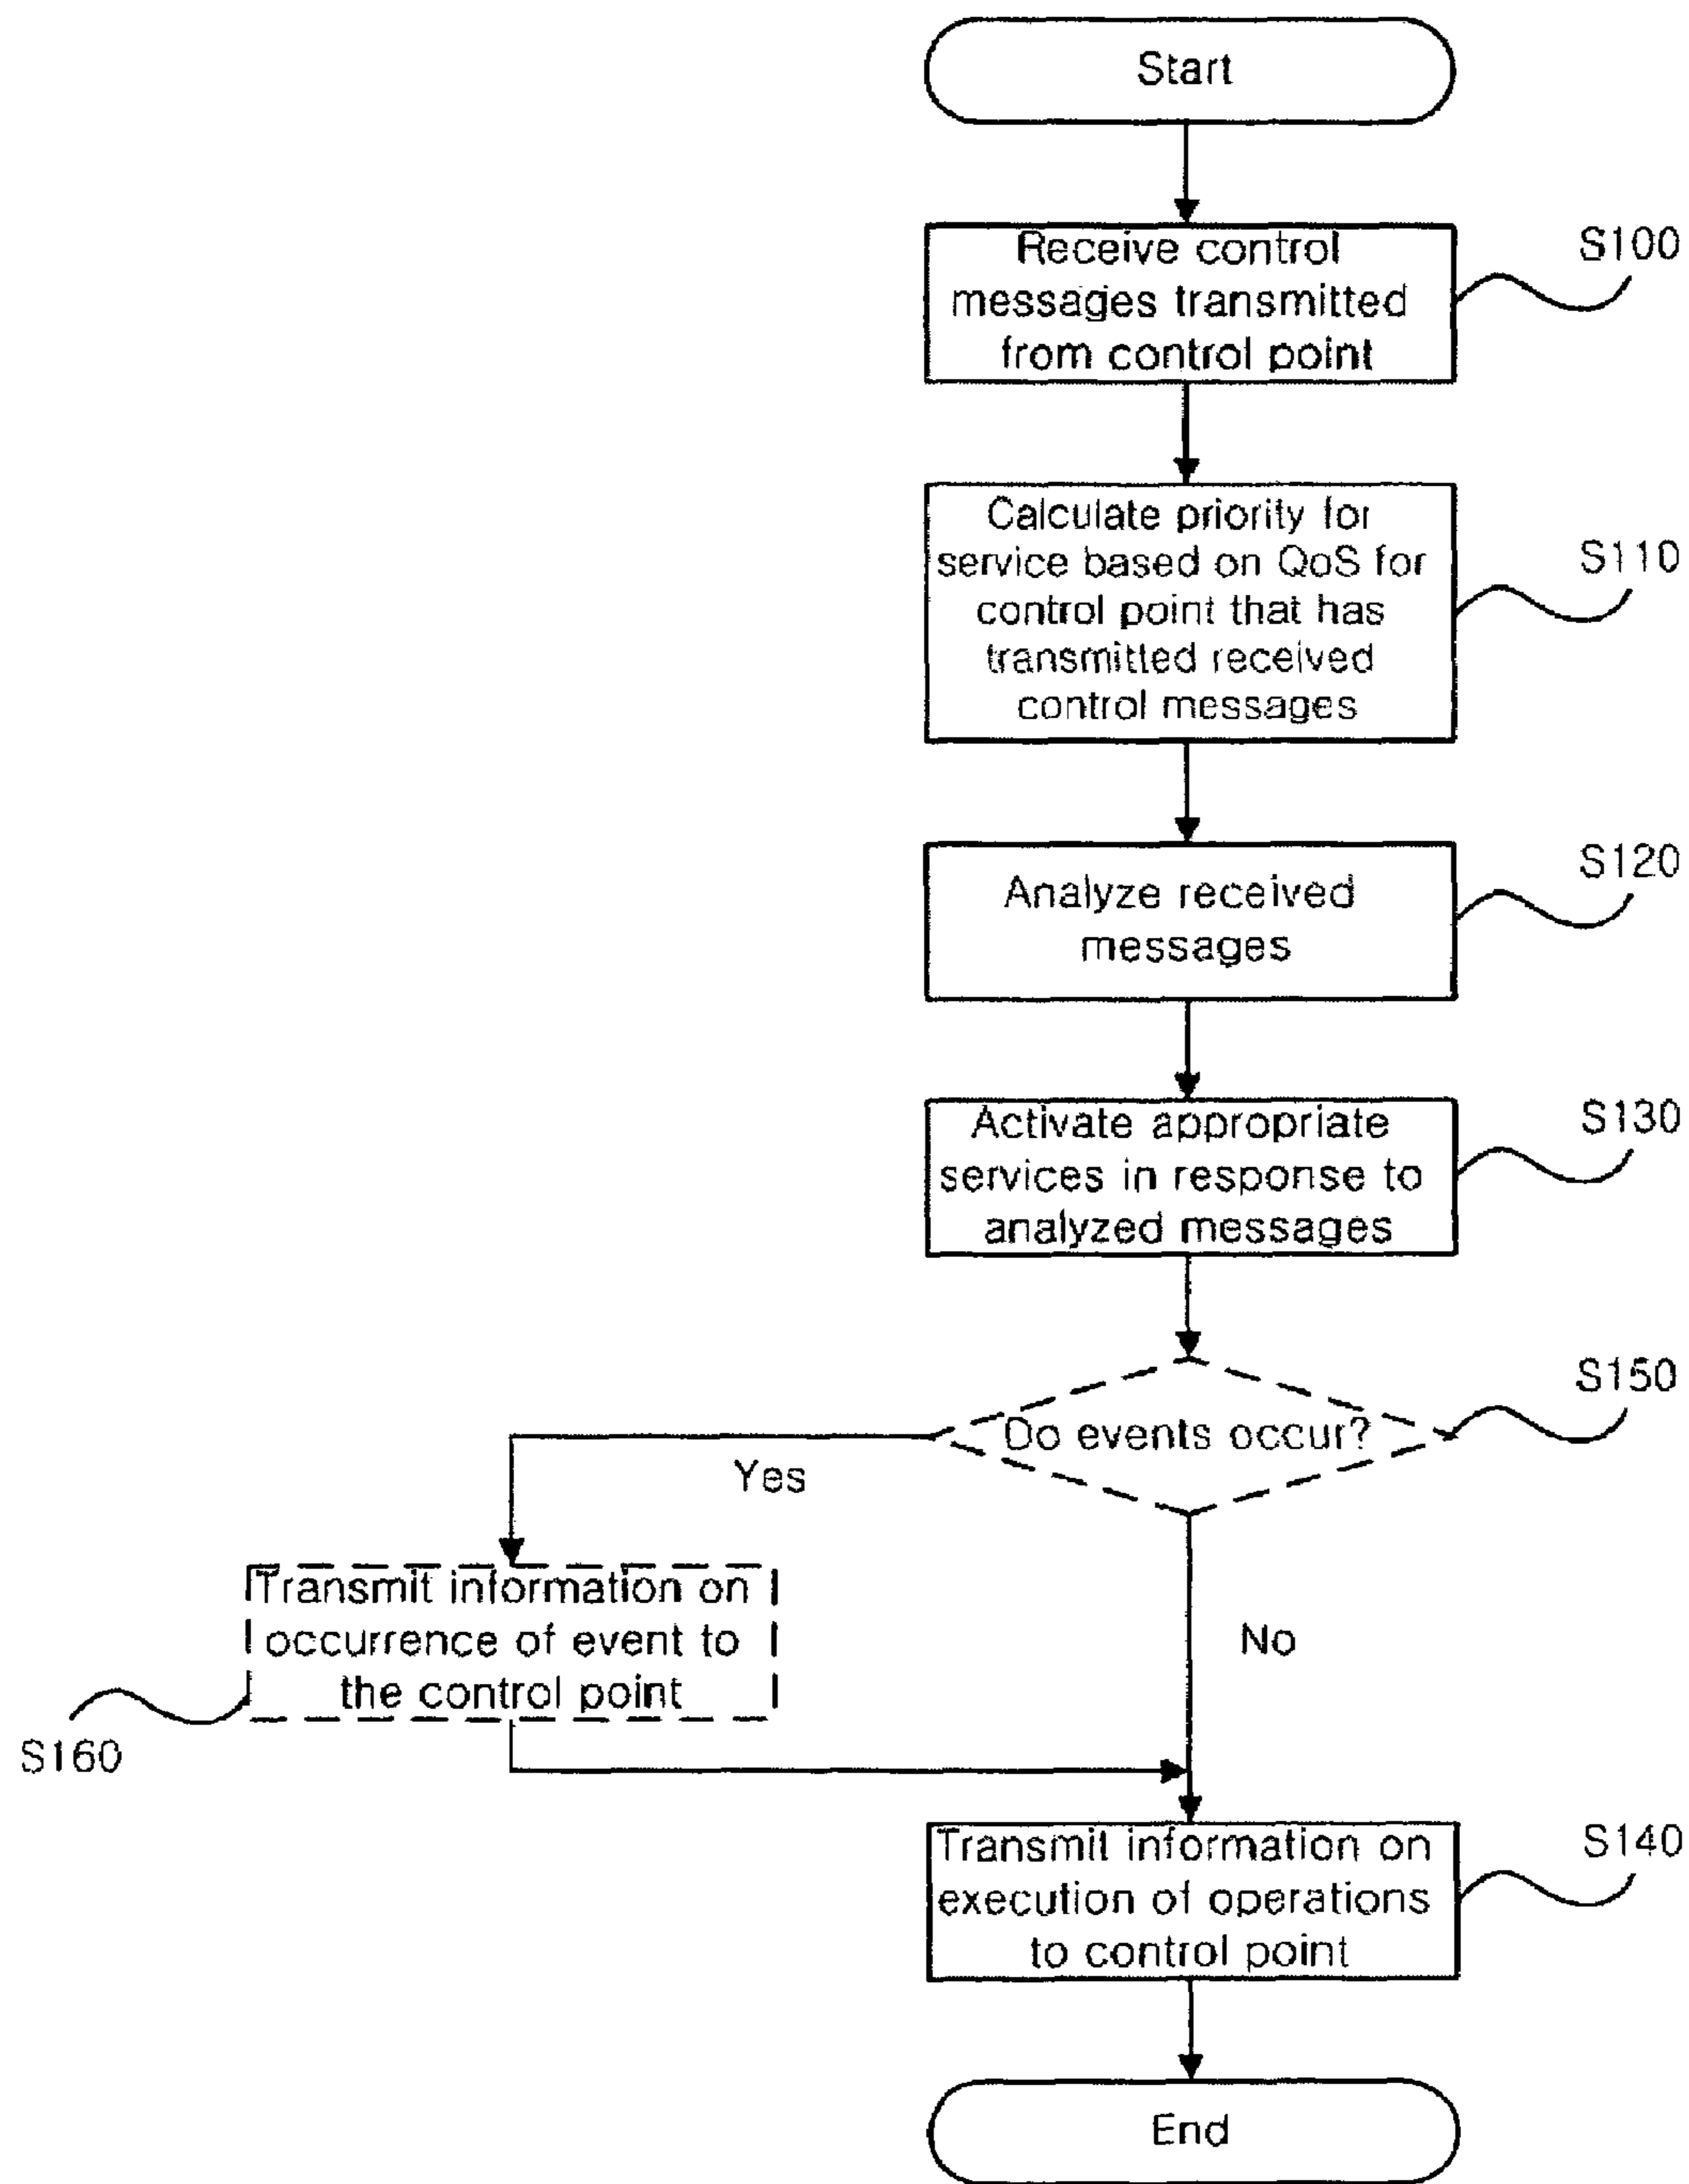 Start
Receive control
messages transmitted
from control point
S100
Calculate priority for
service based on QoS for
control point that has
transmitted received
control messages
S110
Analyze received
messages
S120
Activate appropriate
services in response to
analyzed messages
S130
Do events occur?
S150
Yes
No
Transmit information on
occurrence of event to
the control point
S160
Transmit information on
execution of operations
to control point
S140
End